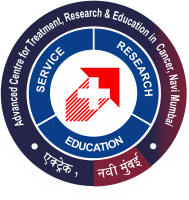 Advanced Centre for Treatment, Research & Education in Cancer, Navi Mumbai
SERVICE
RESEARCH
EDUCATION
• एक्ट्रेक, नवी मुंबई •